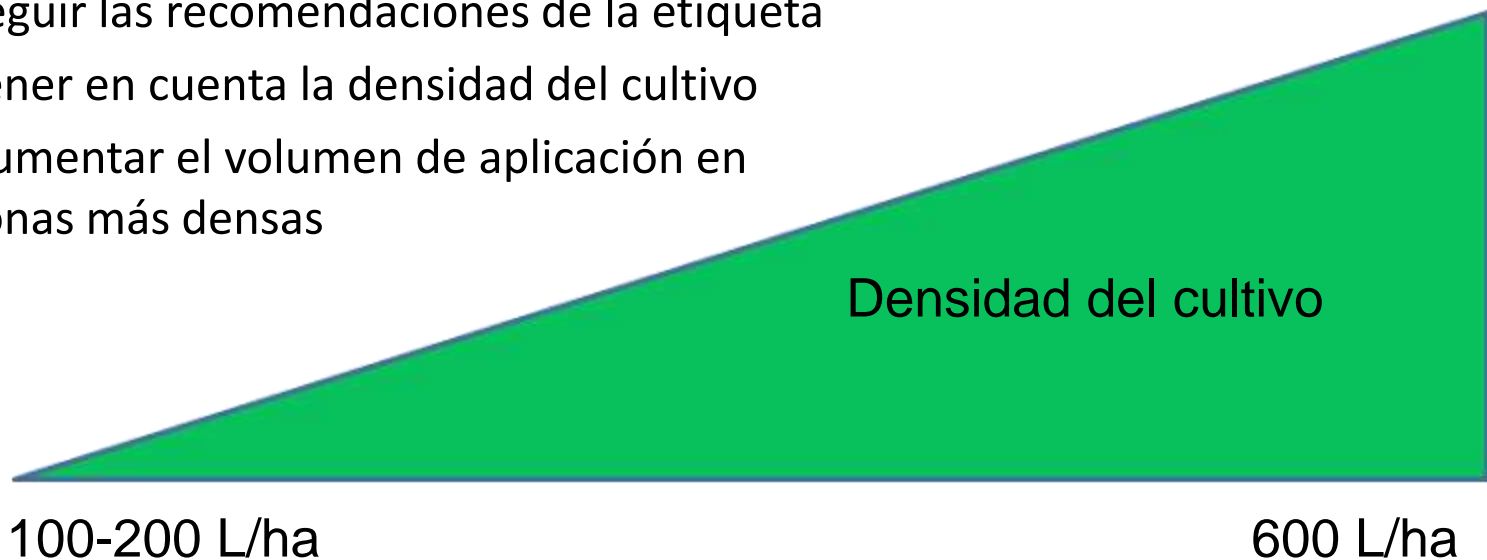 eguir las recomendaciones de la etiqueta
ener en cuenta la densidad del cultivo
umentar el volumen de aplicación en
onas más densas
Densidad del cultivo
100-200 L/ha
600 L/ha